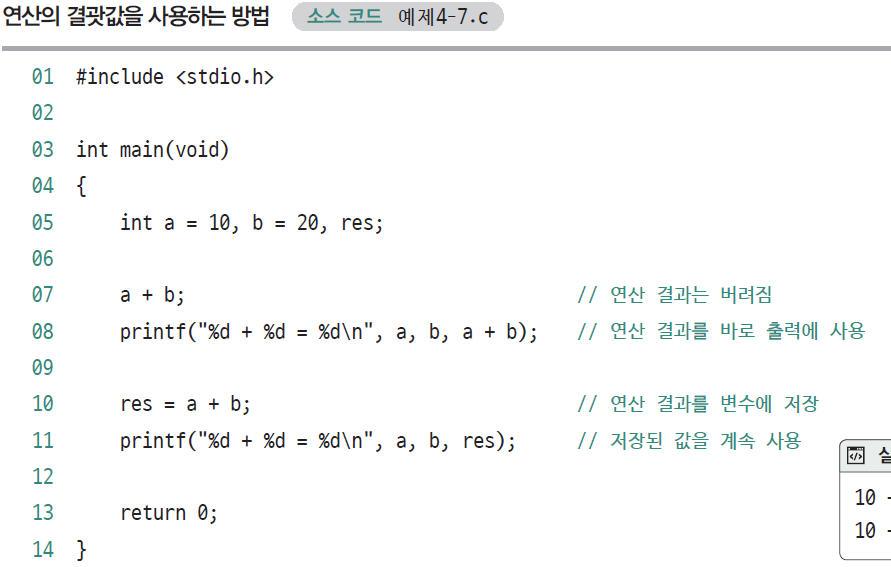 연산의 결괏값을 사용하는 방법 소스 코드 예제4-7.c
01 #include <stdio.h>
02
03 int main(void)
04 {
05 int a = 10, b = 20, res;
06
07 a + b; // 연산 결과는 버려짐
08 printf("%d + %d = %d\n", a, b, a + b); // 연산 결과를 바로 출력에 사용
09
10 res = a + b; // 연산 결과를 변수에 저장
11 printf("%d + %d = %d\n", a, b, res); // 저장된 값을 계속 사용
12
13 return 0;
14 }
10
10